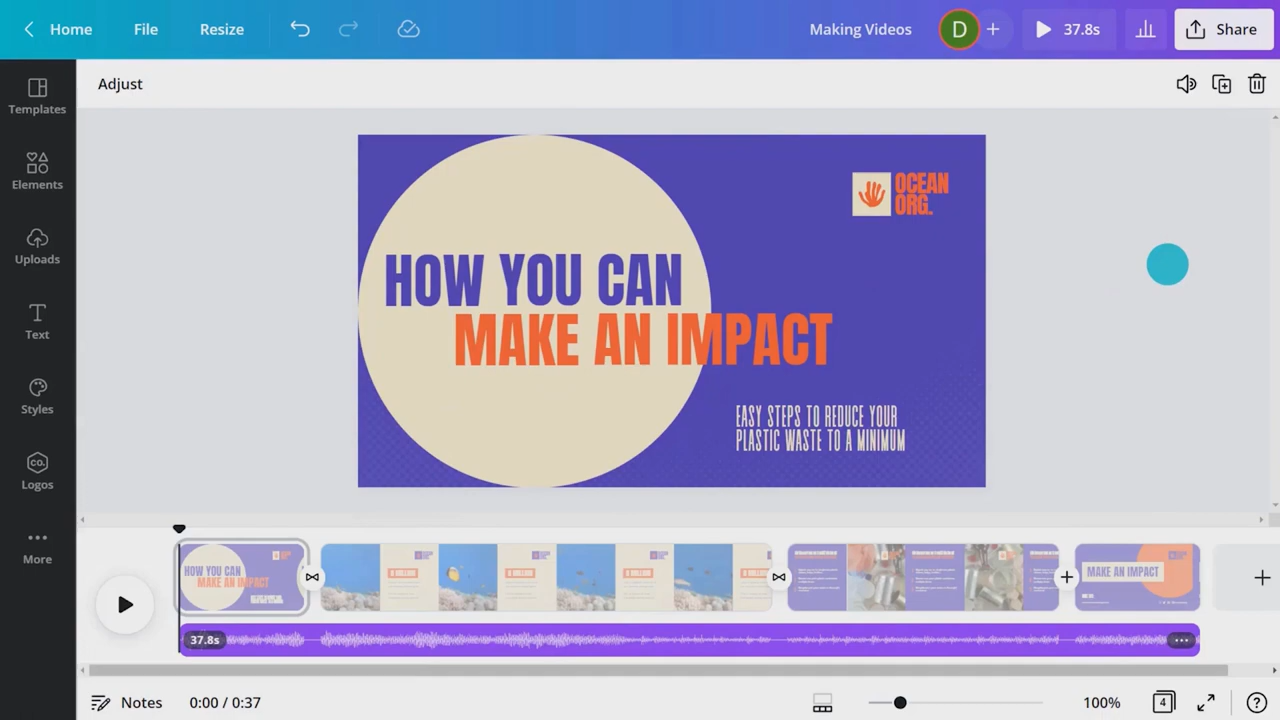 Home File Resize Making Videos D 37.8s Share
Templates
Elements
Uploads
Text
Styles
CO.
Logos
More
Adjust
OCEAN
ORG.
HOW YOU CAN
MAKE AN IMPACT
EASY STEPS TO REDUCE YOUR
PLASTIC WASTE TO A MINIMUM
HOW YOU CAN
MAKE AN IMPACT
MAKE AN IMPACT
37.8s
Notes 0:00 / 0:37 100% 4